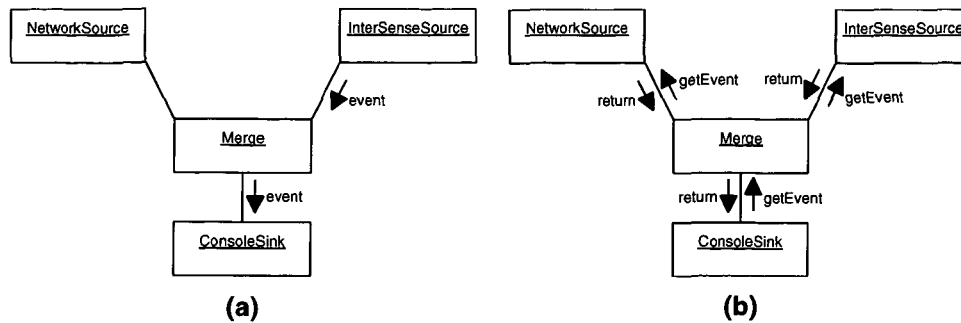 NetworkSource
InterSenseSource
event
Merge
event
ConsoleSink
(a)
NetworkSource
InterSenseSource
getEvent
return
return
getEvent
Merge
return
getEvent
ConsoleSink
(b)